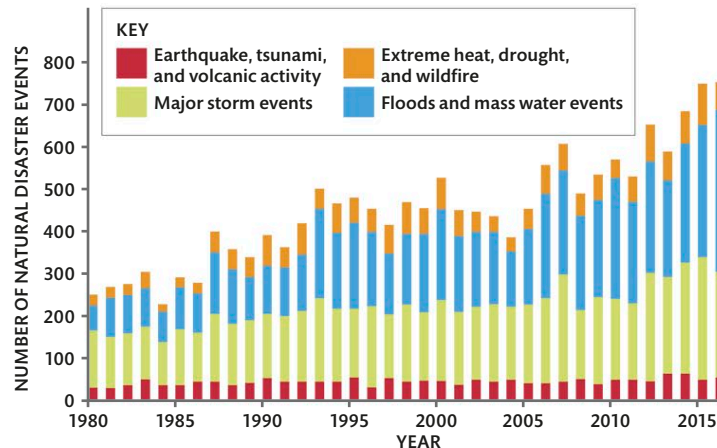 KEY
Earthquake, tsunami,
and volcanic activity
Major storm events
Extreme heat, drought,
and wildfire
Floods and mass water events
NUMBER OF NATURAL DISASTER EVENTS
800
700
600
500
400
300
200
100
0
1980
1985
1990
1995
2000
2005
2010
2015
YEAR